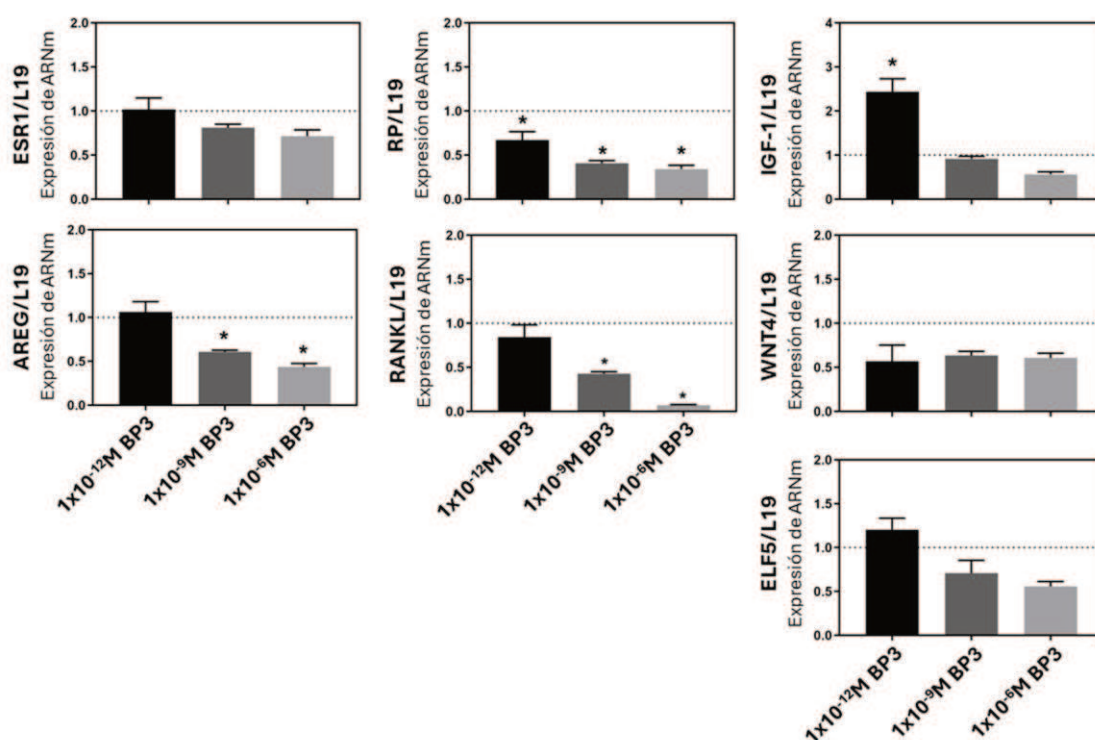 ESR1/L19
Expresión de ARNm
2.0
1.5
1.0
0.5
0.0
RP/L19
Expresión de ARNm
2.0
1.5
1.0
0.5
0.0
*
*
*
IGF-1/L19
Expresión de ARNm
4
3
2
1
0
*
AREG/L19
Expresión de ARNm
2.0
1.5
1.0
0.5
0.0
*
*
1x10-12M BP3
1x10-9M BP3
1x10-6M BP3
RANKL/L19
Expresión de ARNm
2.0
1.5
1.0
0.5
0.0
*
*
1x10-12M BP3
1x10-9M BP3
1x10-6M BP3
WNT4/L19
Expresión de ARNm
2.0
1.5
1.0
0.5
0.0
ELF5/L19
Expresión de ARNm
2.0
1.5
1.0
0.5
0.0
1x10-12M BP3
1x10-9M BP3
1x10-6M BP3